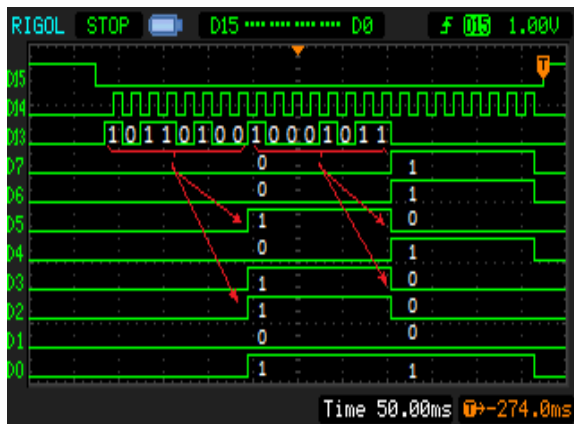 RIGOL STOP D15 ···· ···· ···· ···· D0 D15 1.00V
T
D15
D14
D13 1 0 1 1 0 1 0 0 1 0 0 0 1 0 1 1
D7 0 1
D6 0 1
D5 1 0
D4 0 1
D3 1 0
D2 1 0
D1 0 0
D0 1 1
Time 50.00ms T→-274.0ms